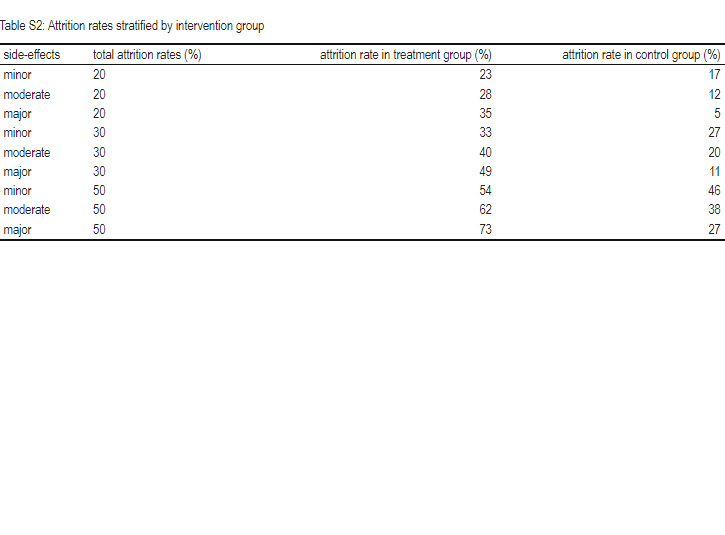 Table S2: Attrition rates stratified by intervention group
side-effects total attrition rates (%) attrition rate in treatment group (%) attrition rate in control group (%)
minor 20 23 17
moderate 20 28 12
major 20 35 5
minor 30 33 27
moderate 30 40 20
major 30 49 11
minor 50 54 46
moderate 50 62 38
major 50 73 27